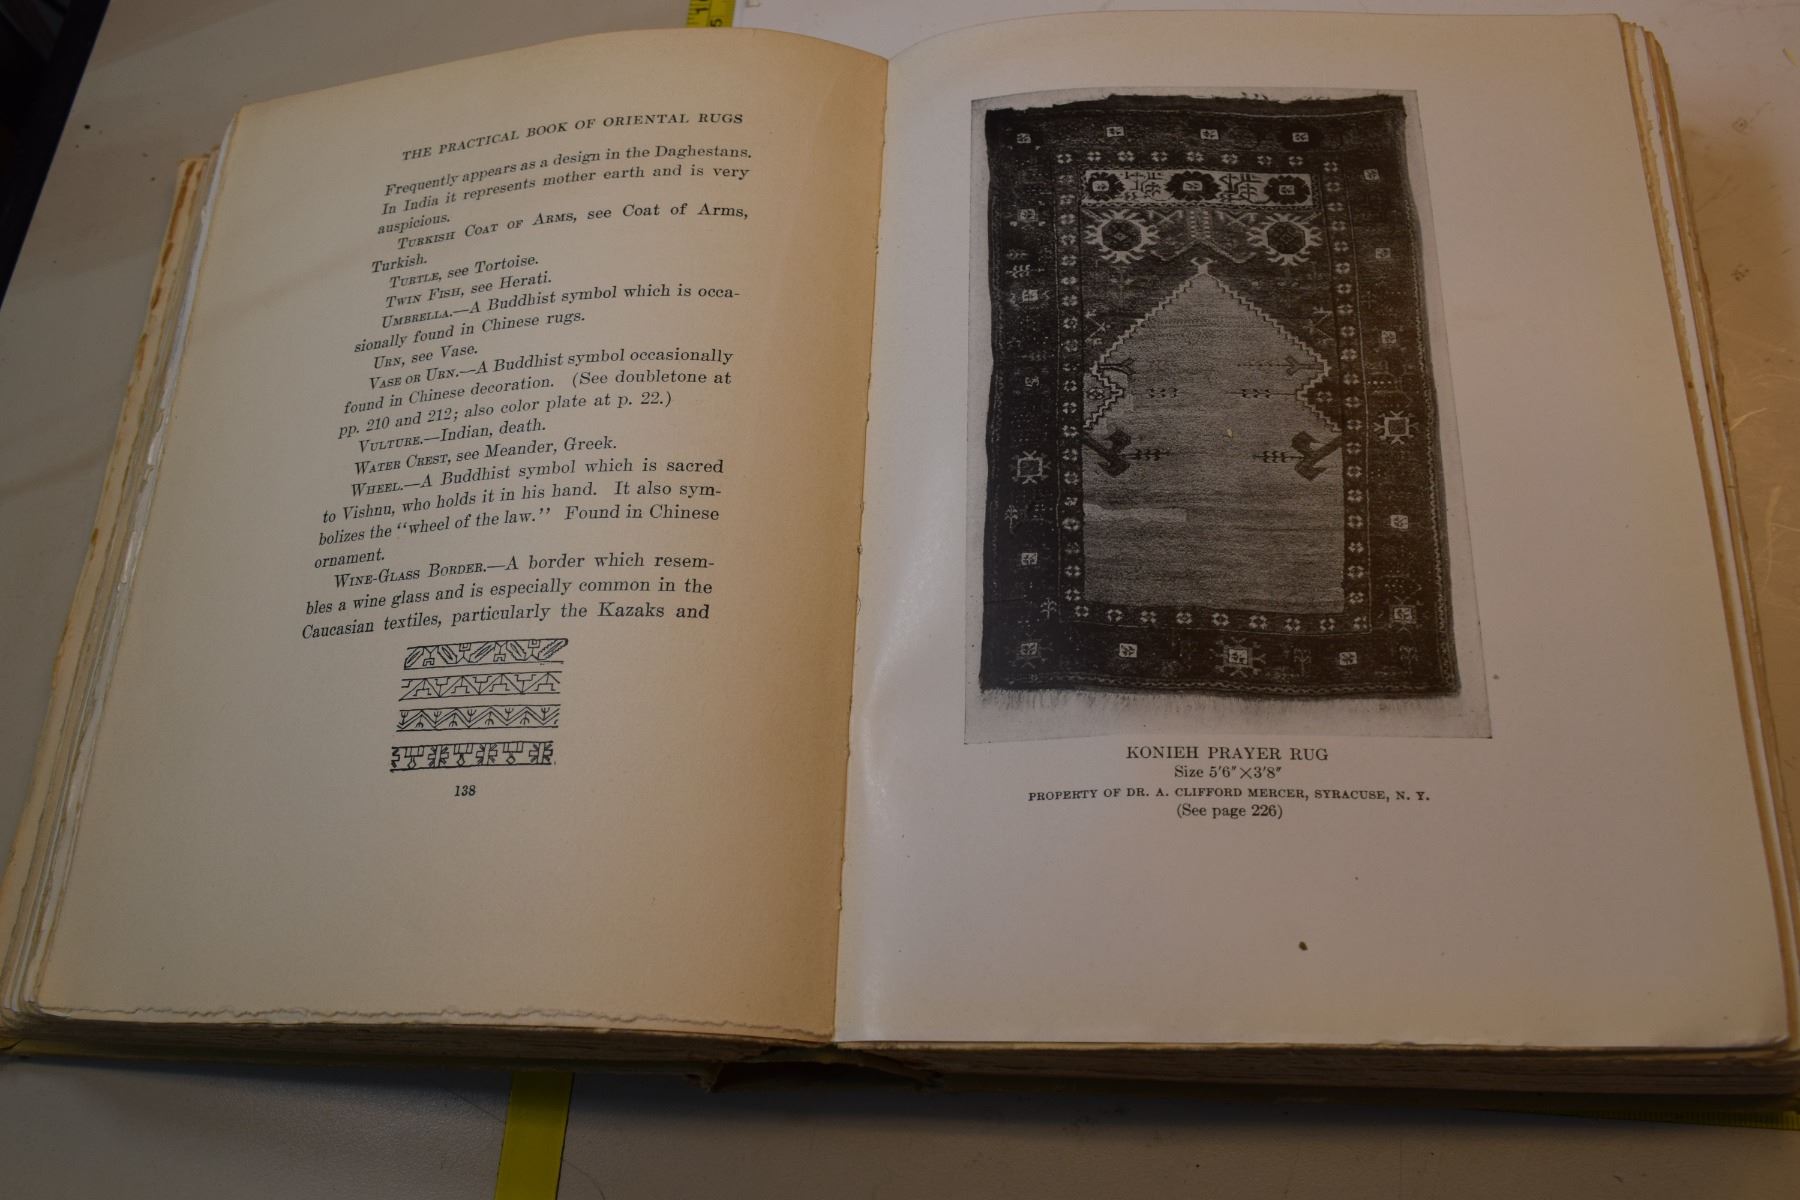 THE PRACTICAL BOOK OF ORIENTAL RUGS
Frequently appears as a design in the Daghestans.
In India it represents mother earth and is very
auspicious.
TURKISH COAT OF ARMS, see Coat of Arms,
Turkish.
TURTLE, see Tortoise.
TWIN FISH, see Herati.
UMBRELLA.—A Buddhist symbol which is occa-
sionally found in Chinese rugs.
URN, see Vase.
VASE OR URN.—A Buddhist symbol occasionally
found in Chinese decoration. (See doubletone at
pp. 210 and 212; also color plate at p. 22.)
VULTURE.—Indian, death.
WATER CREST, see Meander, Greek.
WHEEL.—A Buddhist symbol which is sacred
to Vishnu, who holds it in his hand. It also sym-
bolizes the "wheel of the law." Found in Chinese
ornament.
WINE-GLASS BORDER.—A border which resem-
bles a wine glass and is especially common in the
Caucasian textiles, particularly the Kazaks and
138
KONIEH PRAYER RUG
Size 5'6"×3'8"
PROPERTY OF DR. A. CLIFFORD MERCER, SYRACUSE, N. Y.
(See page 226)